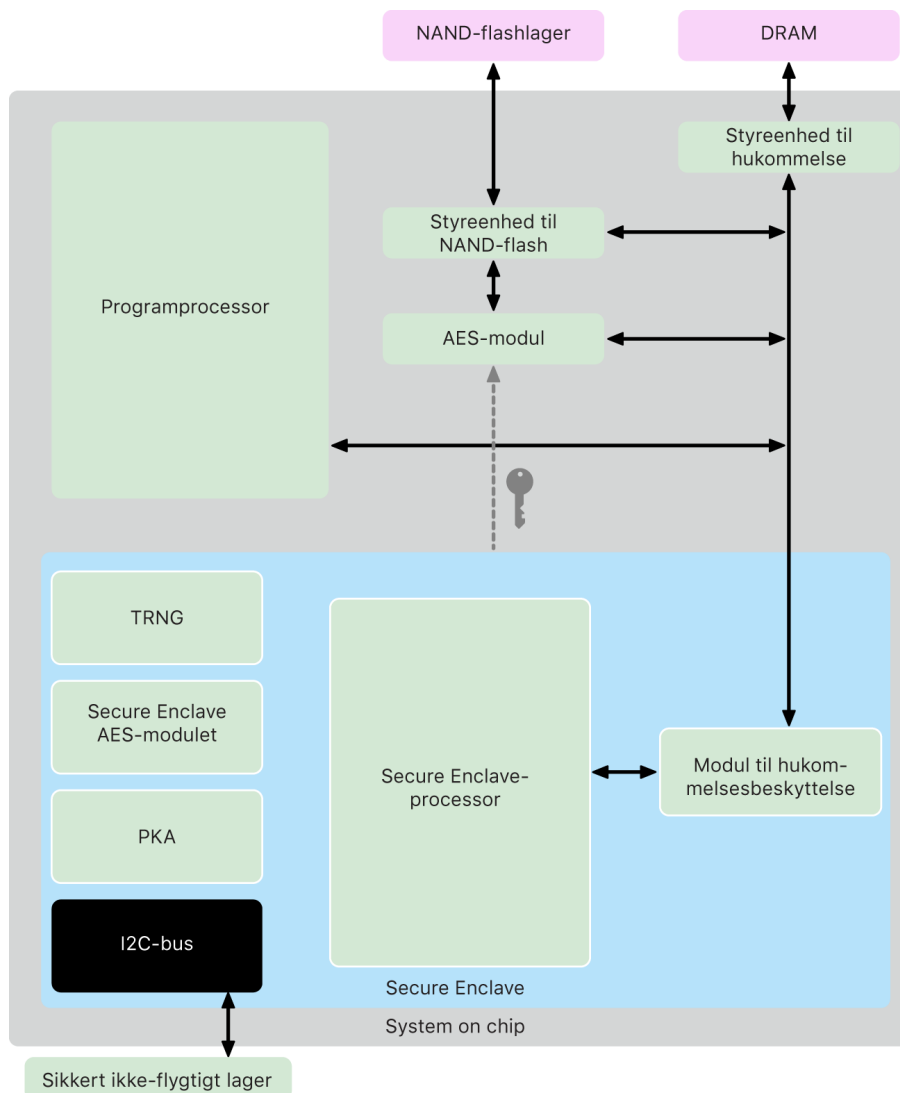 NAND-flashlager
DRAM
Styreenhed til
hukommelse
Styreenhed til
NAND-flash
Programprocessor
AES-modul
TRNG
Secure Enclave
AES-modulet
Secure Enclave-
processor
Modul til hukom-
melsesbeskyttelse
PKA
I2C-bus
Secure Enclave
System on chip
Sikkert ikke-flygtigt lager